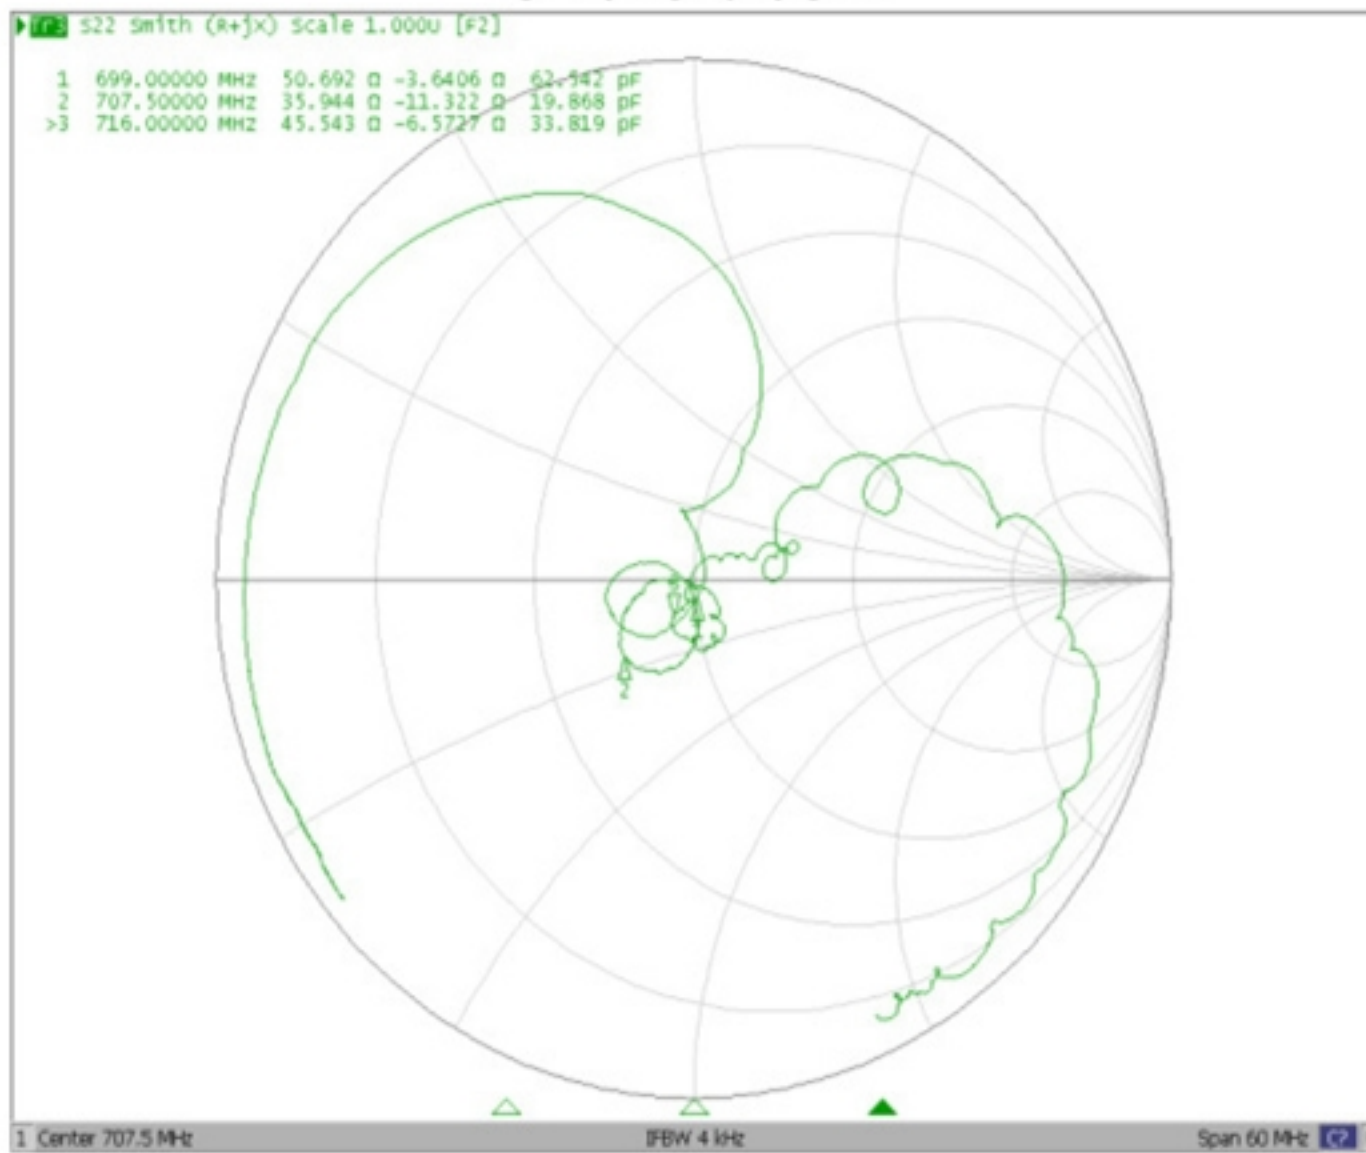 Tr3 S22 Smith (R+jX) Scale 1.000U [F2]
1 699.00000 MHz 50.692 Ω -3.6406 Ω 62.542 pF
2 707.50000 MHz 35.944 Ω -11.322 Ω 19.868 pF
>3 716.00000 MHz 45.543 Ω -6.5727 Ω 33.819 pF
2
1 Center 707.5 MHz IFBW 4 kHz Span 60 MHz C?